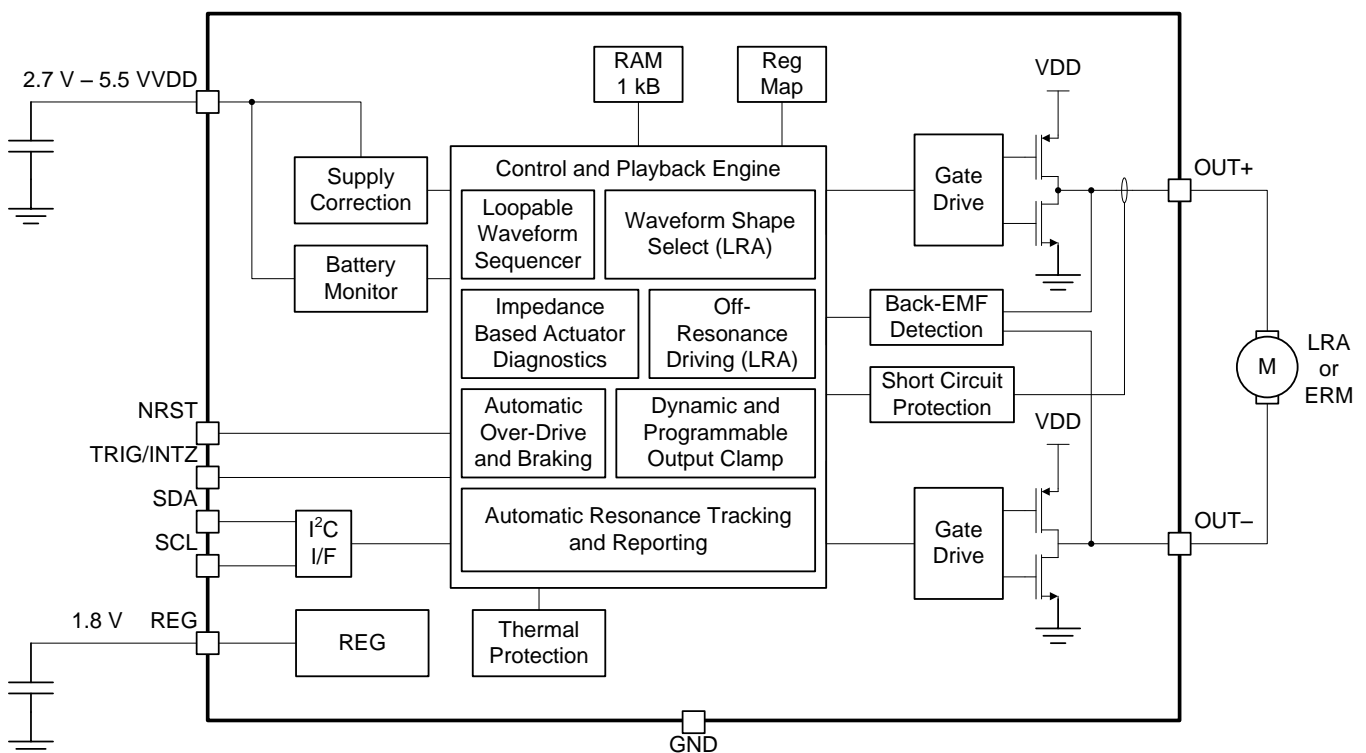 2.7 V – 5.5 VVDD
RAM
1 kB
Reg
Map
VDD
Control and Playback Engine
Supply
Correction
Loopable
Waveform
Sequencer
Waveform Shape
Select (LRA)
Gate
Drive
OUT+
Battery
Monitor
Impedance
Based Actuator
Diagnostics
Off-
Resonance
Driving (LRA)
Back-EMF
Detection
M
LRA
or
ERM
Short Circuit
Protection
NRST
Automatic
Over-Drive
and Braking
Dynamic and
Programmable
Output Clamp
VDD
TRIG/INTZ
SDA
SCL
I²C
I/F
Automatic Resonance Tracking
and Reporting
Gate
Drive
OUT–
1.8 V
REG
REG
Thermal
Protection
GND